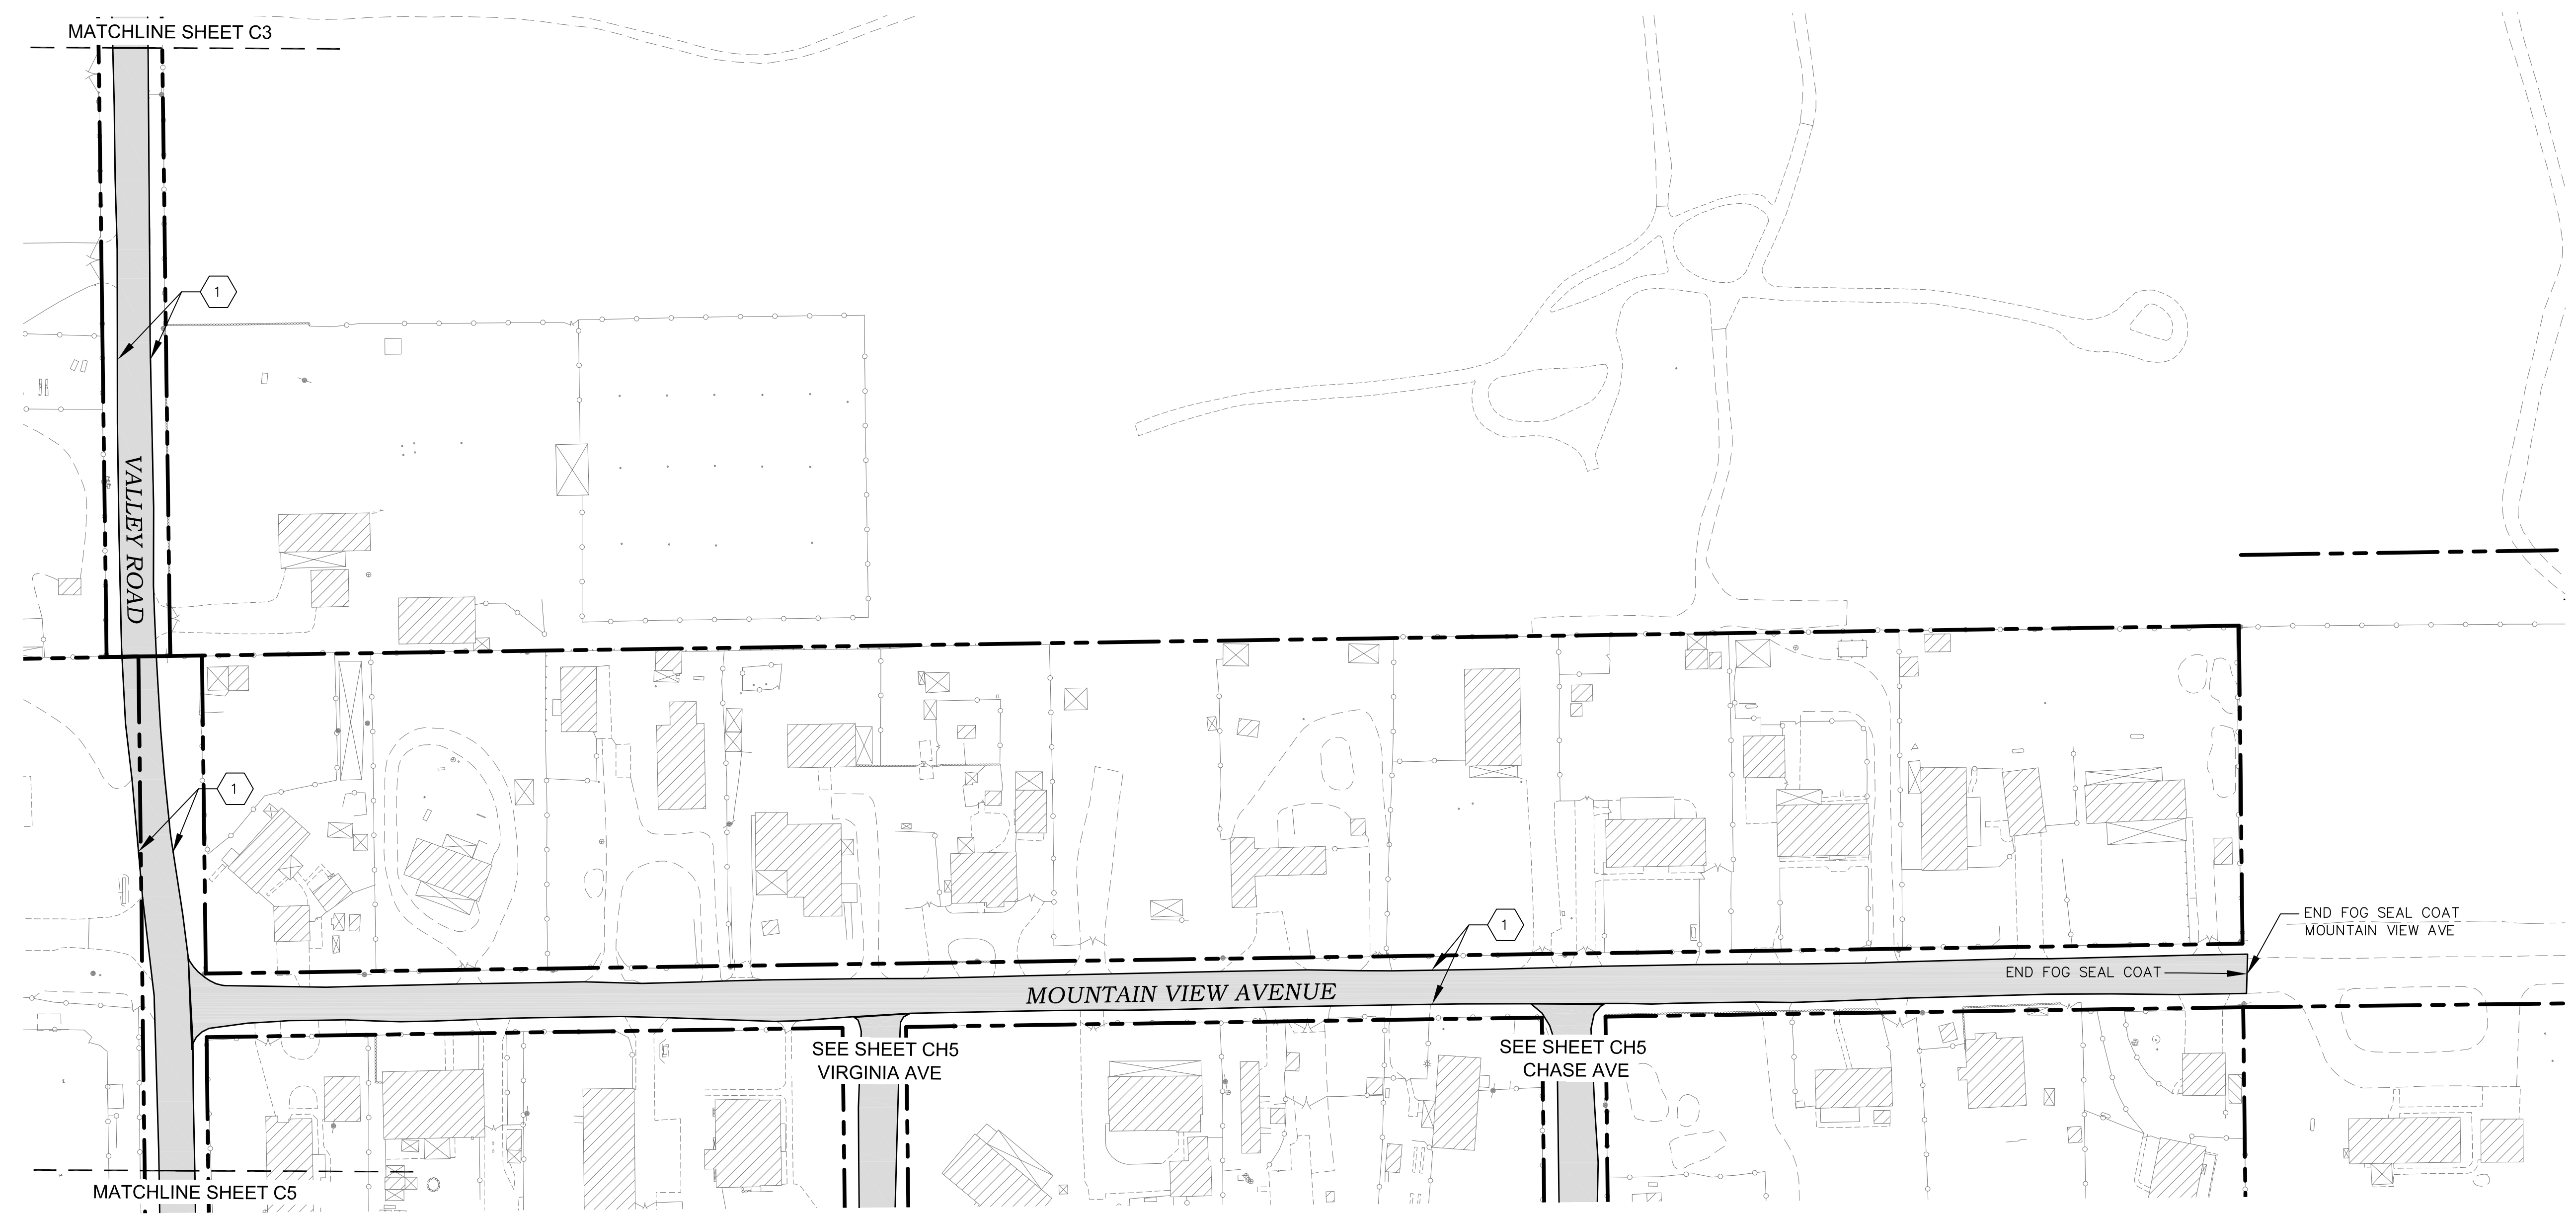 MATCHLINE SHEET C3
1
VALLEY ROAD
1
END FOG SEAL COAT
MOUNTAIN VIEW AVE
1
END FOG SEAL COAT
MOUNTAIN VIEW AVENUE
SEE SHEET CH5
VIRGINIA AVE
SEE SHEET CH5
CHASE AVE
MATCHLINE SHEET C5